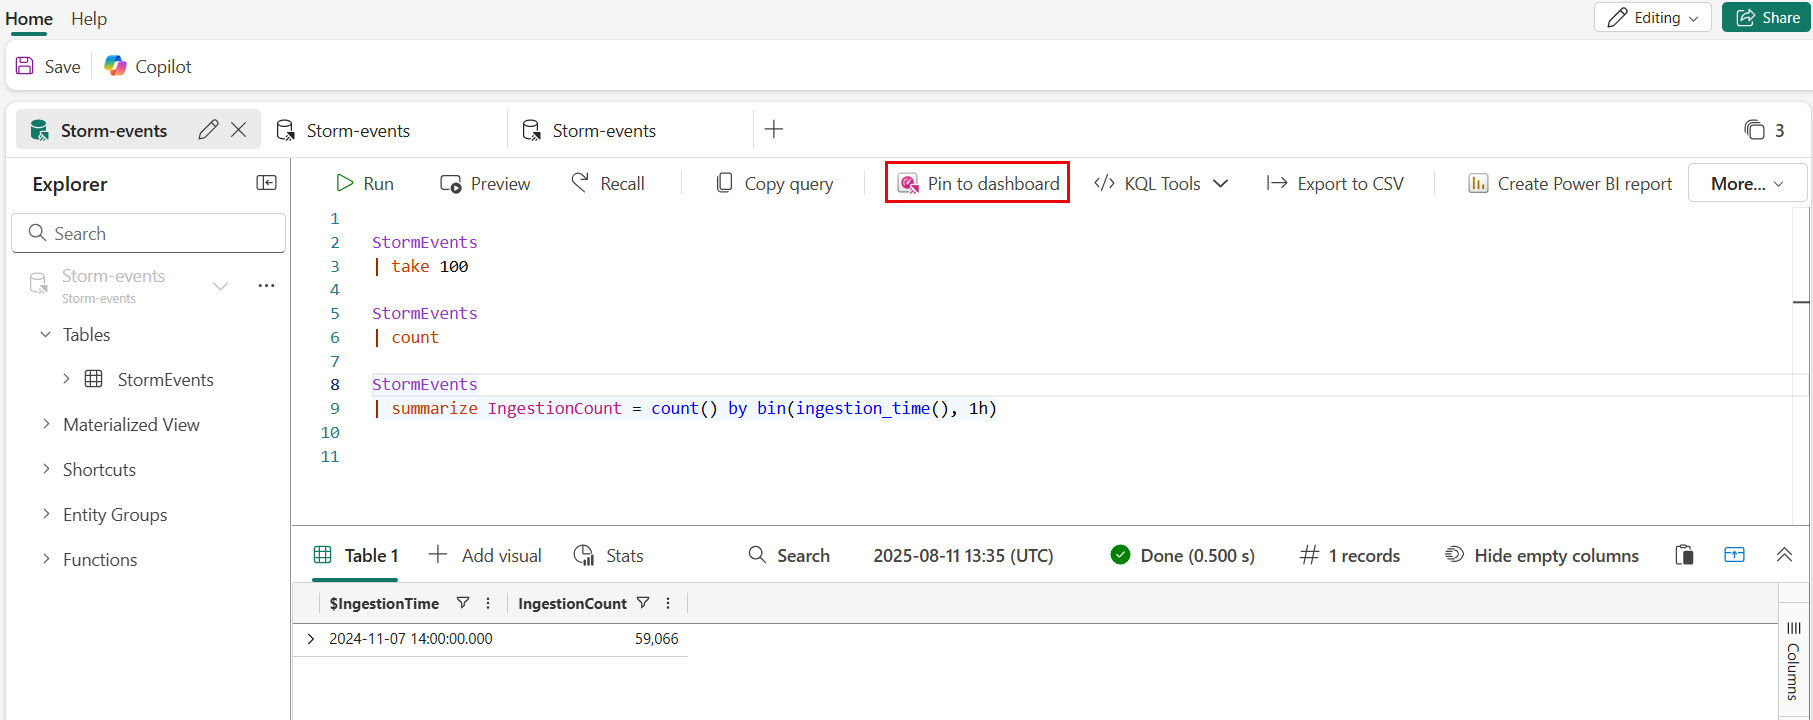 Home Help
Editing Share
Save Copilot
Storm-events Storm-events Storm-events 3
Explorer
Run Preview Recall Copy query Pin to dashboard KQL Tools Export to CSV Create Power BI report More...
Search
Storm-events
Storm-events
Tables
StormEvents
Materialized View
Shortcuts
Entity Groups
Functions
1
2 StormEvents
3 | take 100
4
5 StormEvents
6 | count
7
8 StormEvents
9 | summarize IngestionCount = count() by bin(ingestion_time(), 1h)
10
11
Table 1 Add visual Stats Search 2025-08-11 13:35 (UTC) Done (0.500 s) 1 records Hide empty columns
$IngestionTime IngestionCount
2024-11-07 14:00:00.000 59,066
Columns